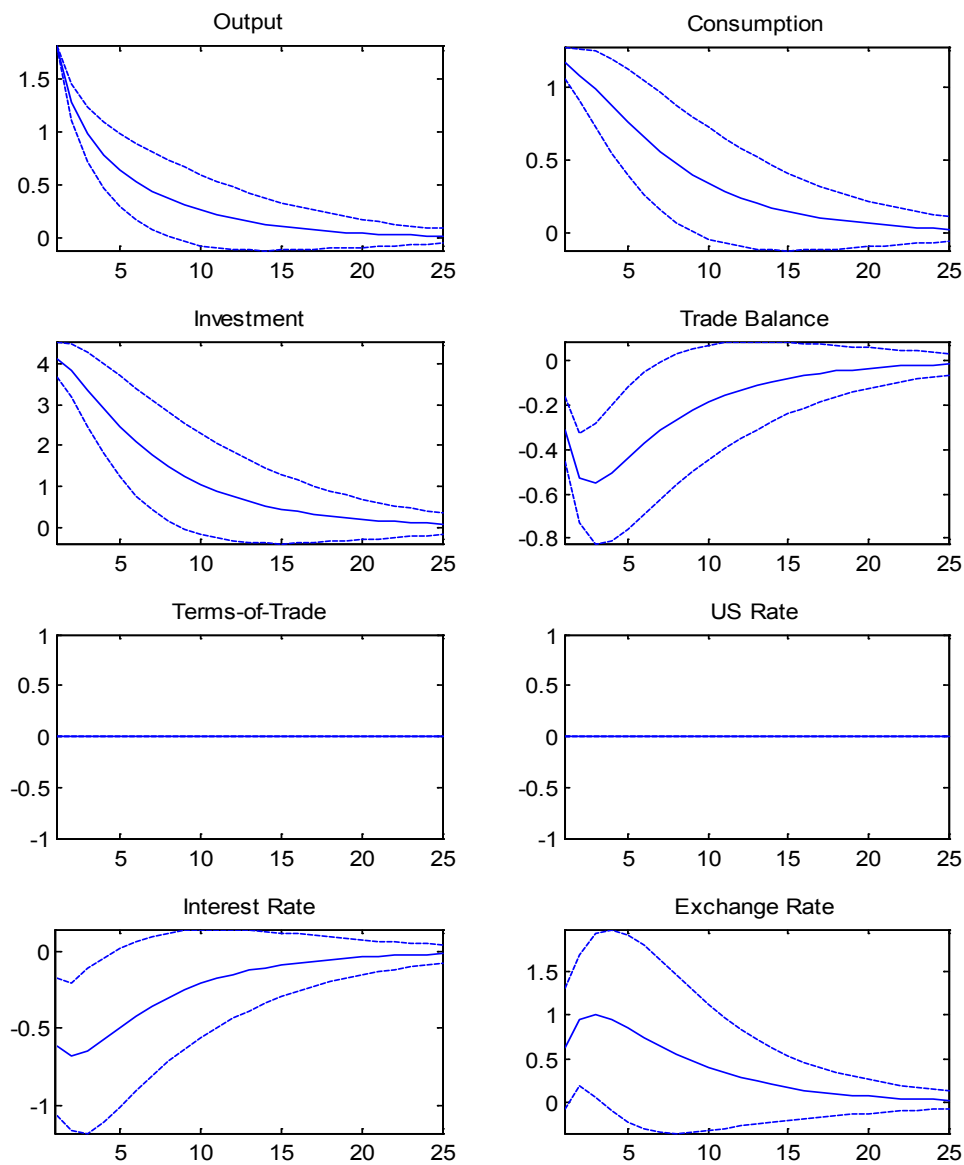 Output
1.5
1
0.5
0
5 10 15 20 25
Consumption
1
0.5
0
5 10 15 20 25
Investment
4
3
2
1
0
5 10 15 20 25
Trade Balance
0
-0.2
-0.4
-0.6
-0.8
5 10 15 20 25
Terms-of-Trade
1
0.5
0
-0.5
-1
5 10 15 20 25
US Rate
1
0.5
0
-0.5
-1
5 10 15 20 25
Interest Rate
0
-0.5
-1
5 10 15 20 25
Exchange Rate
1.5
1
0.5
0
5 10 15 20 25